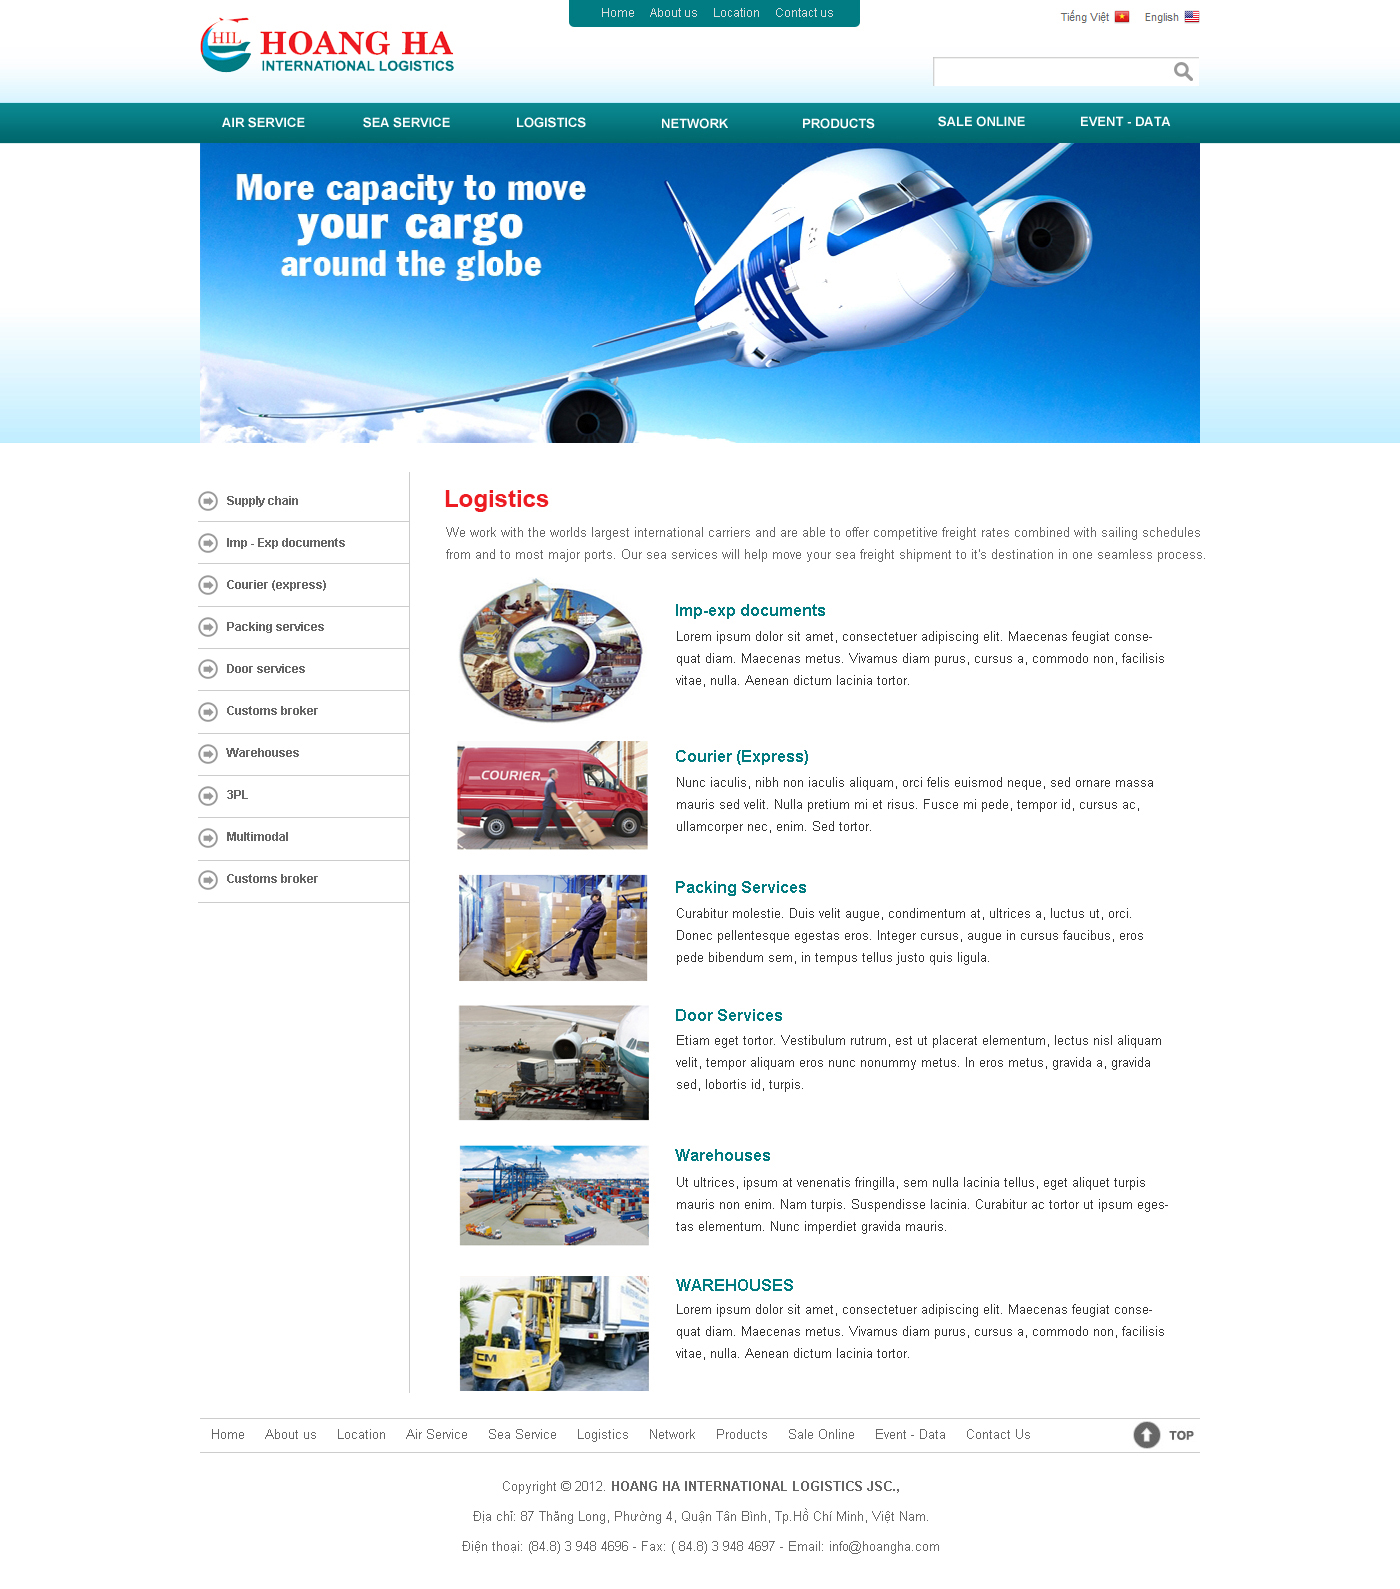 Home About us Location Contact us
Tiếng Việt English
HIL
HOANG HA
INTERNATIONAL LOGISTICS
AIR SERVICE SEA SERVICE LOGISTICS NETWORK PRODUCTS SALE ONLINE EVENT - DATA
More capacity to move
your cargo
around the globe
Supply chain
Imp - Exp documents
Courier (express)
Packing services
Door services
Customs broker
Warehouses
3PL
Multimodal
Customs broker
Logistics
We work with the worlds largest international carriers and are able to offer competitive freight rates combined with sailing schedules
from and to most major ports. Our sea services will help move your sea freight shipment to it's destination in one seamless process.
Imp-exp documents
Lorem ipsum dolor sit amet, consectetuer adipiscing elit. Maecenas feugiat conse-
quat diam. Maecenas metus. Vivamus diam purus, cursus a, commodo non, facilisis
vitae, nulla. Aenean dictum lacinia tortor.
COURIER
Courier (Express)
Nunc iaculis, nibh non iaculis aliquam, orci felis euismod neque, sed ornare massa
mauris sed velit. Nulla pretium mi et risus. Fusce mi pede, tempor id, cursus ac,
ullamcorper nec, enim. Sed tortor.
Packing Services
Curabitur molestie. Duis velit augue, condimentum at, ultrices a, luctus ut, orci.
Donec pellentesque egestas eros. Integer cursus, augue in cursus faucibus, eros
pede bibendum sem, in tempus tellus justo quis ligula.
Door Services
Etiam eget tortor. Vestibulum rutrum, est ut placerat elementum, lectus nisl aliquam
velit, tempor aliquam eros nunc nonummy metus. In eros metus, gravida a, gravida
sed, lobortis id, turpis.
Warehouses
Ut ultrices, ipsum at venenatis fringilla, sem nulla lacinia tellus, eget aliquet turpis
mauris non enim. Nam turpis. Suspendisse lacinia. Curabitur ac tortor ut ipsum eges-
tas elementum. Nunc imperdiet gravida mauris.
CM
WAREHOUSES
Lorem ipsum dolor sit amet, consectetuer adipiscing elit. Maecenas feugiat conse-
quat diam. Maecenas metus. Vivamus diam purus, cursus a, commodo non, facilisis
vitae, nulla. Aenean dictum lacinia tortor.
Home About us Location Air Service Sea Service Logistics Network Products Sale Online Event - Data Contact Us TOP
Copyright © 2012. HOANG HA INTERNATIONAL LOGISTICS JSC.,
Địa chỉ: 87 Thăng Long, Phường 4, Quận Tân Bình, Tp.Hồ Chí Minh, Việt Nam.
Điện thoại: (84.8) 3 948 4696 - Fax: ( 84.8) 3 948 4697 - Email: info@hoangha.com